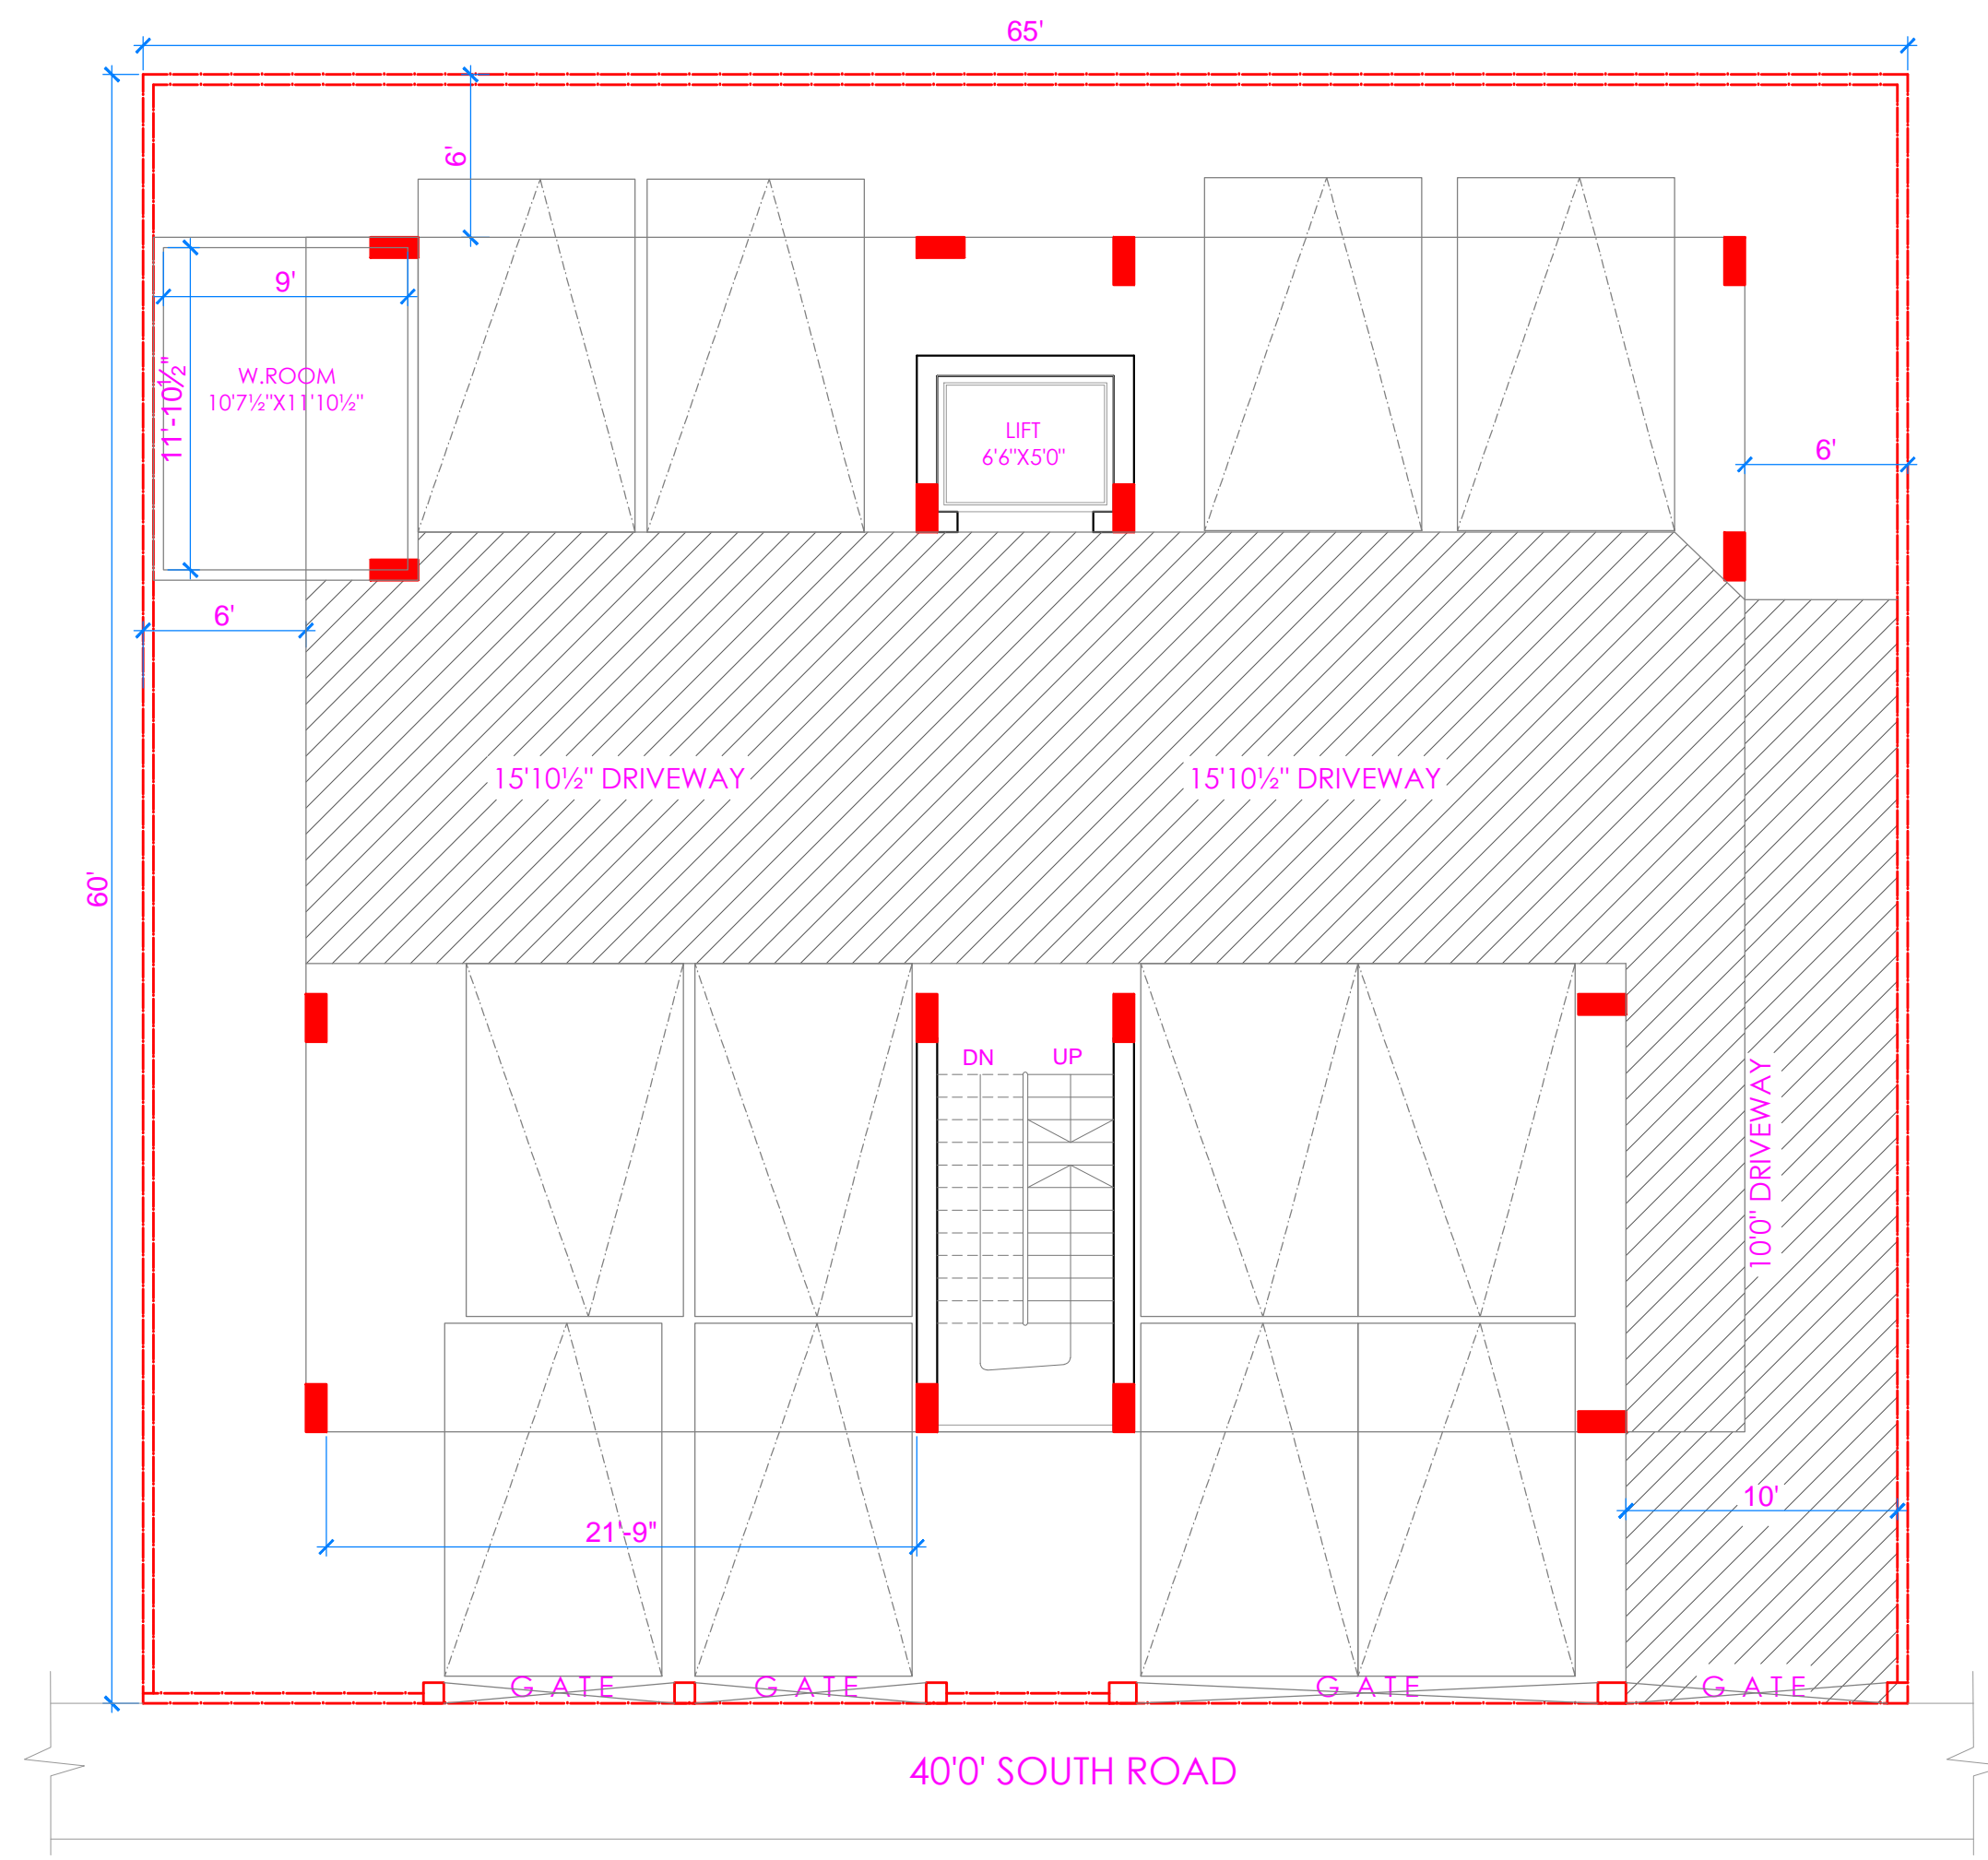 65'
6'
9'
W.ROOM
10'7½"X11'10½"
11'-10½"
LIFT
6'6"X5'0"
6'
6'
15'10½" DRIVEWAY
15'10½" DRIVEWAY
60'
DN
UP
10'0" DRIVEWAY
10'
21'-9"
GATE
GATE
GATE
GATE
40'0' SOUTH ROAD